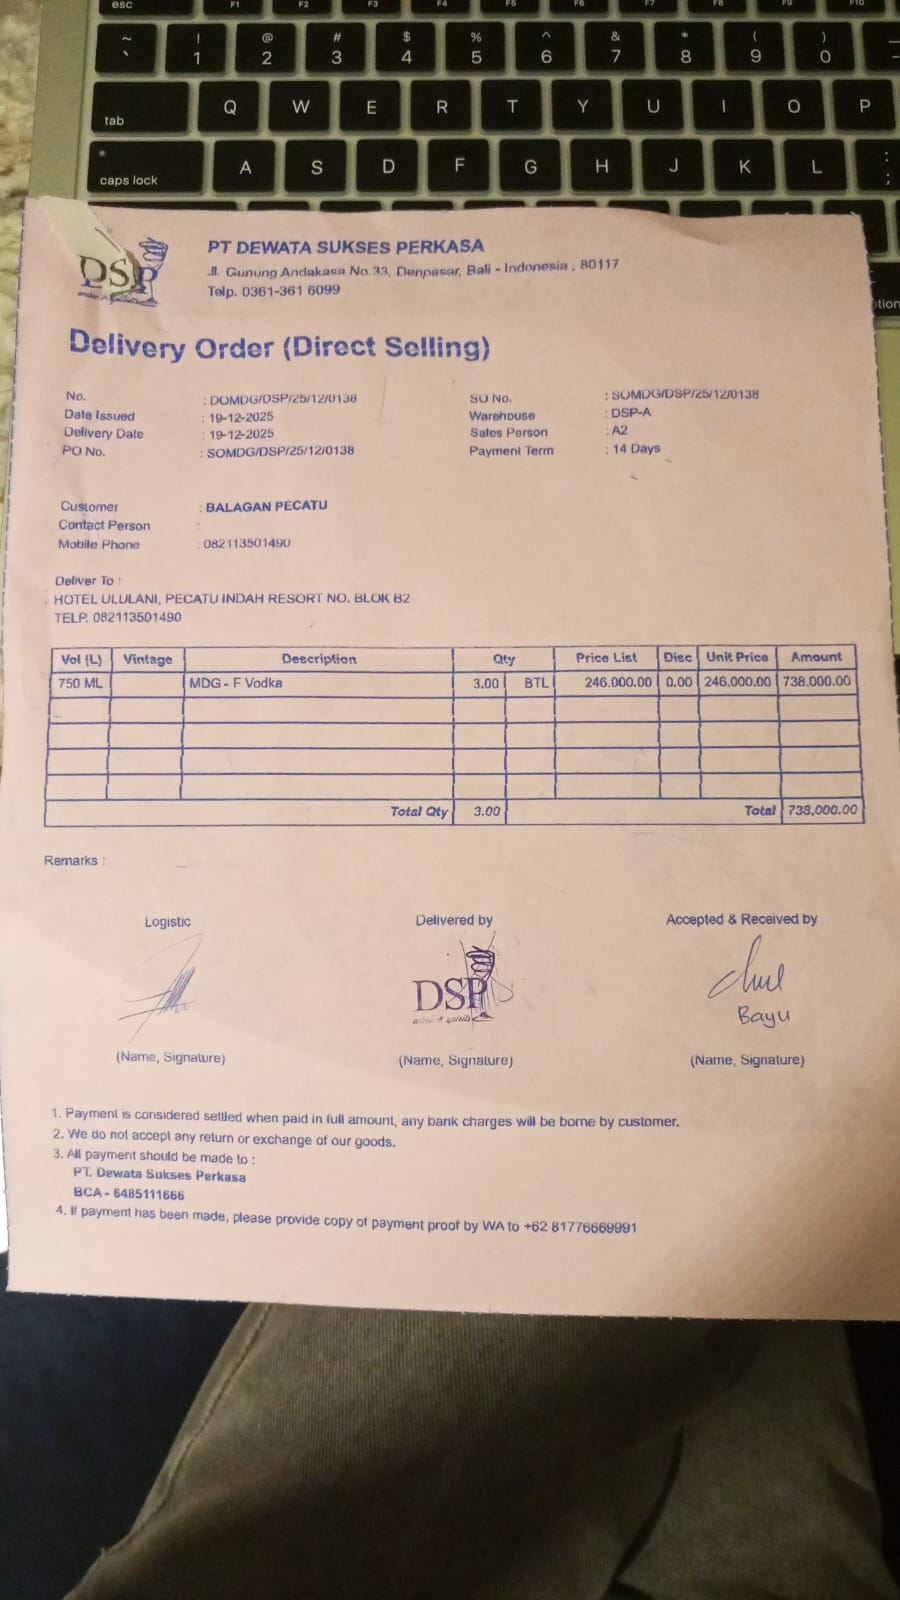 esc F1 F2 F3 F4 F5 F6 F7 F8 F9 F10
~ ` ! 1 @ 2 # 3 $ 4 % 5 ^ 6 & 7 * 8 ( 9 ) 0
tab Q W E R T Y U I O P
caps lock A S D F G H J K L : ;
tion
DSP
PT DEWATA SUKSES PERKASA
Jl. Gunung Andakasa No.33, Denpasar, Bali - Indonesia , 80117
Telp. 0361-361 6099
Delivery Order (Direct Selling)
No. : DOMDG/DSP/25/12/0138 SO No. : SOMDG/DSP/25/12/0138
Date Issued : 19-12-2025 Warehouse : DSP-A
Delivery Date : 19-12-2025 Sales Person : A2
PO No. : SOMDG/DSP/25/12/0138 Payment Term : 14 Days
Customer : BALAGAN PECATU
Contact Person :
Mobile Phone : 082113501490
Deliver To :
HOTEL ULULANI, PECATU INDAH RESORT NO. BLOK B2
TELP. 082113501490
Vol (L) Vintage Description Qty Price List Disc Unit Price Amount
750 ML MDG - F Vodka 3.00 BTL 246.000.00 0.00 246.000.00 738.000.00
Total Qty 3.00 Total 738,000.00
Remarks :
Logistic Delivered by Accepted & Received by
DSP
wine & spirits
Bayu
(Name, Signature) (Name, Signature) (Name, Signature)
1. Payment is considered settled when paid in full amount, any bank charges will be borne by customer.
2. We do not accept any return or exchange of our goods.
3. All payment should be made to :
PT. Dewata Sukses Perkasa
BCA - 6485111666
4. If payment has been made, please provide copy of payment proof by WA to +62 81776669991